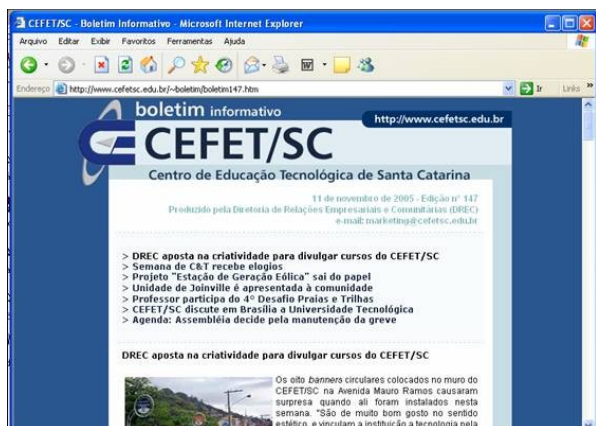 CEFET/SC - Boletim Informativo - Microsoft Internet Explorer
Arquivo Editar Exibir Favoritos Ferramentas Ajuda
Endereço http://www.cefetsc.edu.br/~boletim/boletim147.htm Ir Links »
boletim informativo
http://www.cefetsc.edu.br
CEFET/SC
Centro de Educação Tecnológica de Santa Catarina
11 de novembro de 2005 - Edição nº 147
Produzido pela Diretoria de Relações Empresariais e Comunitárias (DREC)
e-mail: marketing@cefetsc.edu.br
> DREC aposta na criatividade para divulgar cursos do CEFET/SC
> Semana de C&T recebe elogios
> Projeto "Estação de Geração Eólica" sai do papel
> Unidade de Joinville é apresentada à comunidade
> Professor participa do 4º Desafio Praias e Trilhas
> CEFET/SC discute em Brasília a Universidade Tecnológica
> Agenda: Assembléia decide pela manutenção da greve
DREC aposta na criatividade para divulgar cursos do CEFET/SC
Os oito banners circulares colocados no muro do
CEFET/SC na Avenida Mauro Ramos causaram
surpresa quando ali foram instalados nesta
semana. "São de muito bom gosto no sentido
estético, e vinculam a instituição a tecnologia pela